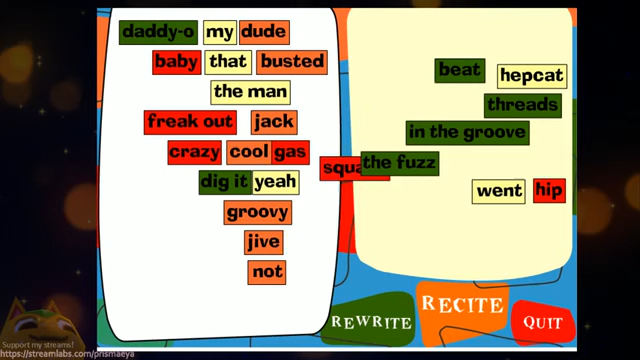 daddy-o my dude
baby that busted
the man
freak out jack
crazy cool gas
dig it yeah
groovy
jive
not
beat hepcat
threads
in the groove
the fuzz
went hip
REWRITE
RECITE
QUIT
Support my streams!
https://streamlabs.com/prismaeya